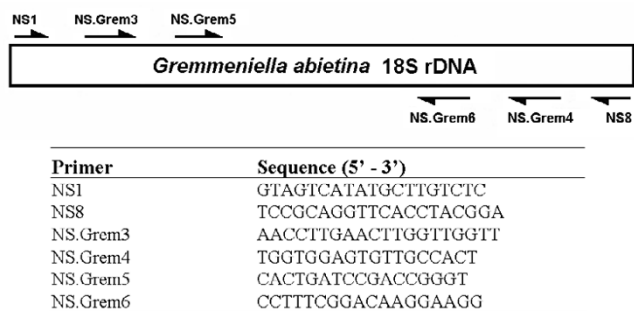 NS1 NS.Grem3 NS.Grem5
Gremmeniella abietina 18S rDNA
NS.Grem6 NS.Grem4 NS8
Primer Sequence (5' - 3')
NS1 GTAGTCATATGCTTGTCTC
NS8 TCCGCAGGTTCACCTACGGA
NS.Grem3 AACCTTGAACTTGGTTGGTT
NS.Grem4 TGGTGGAGTGTTGCCACT
NS.Grem5 CACTGATCCGACCGGGT
NS.Grem6 CCTTTCGGACAAGGAAGG